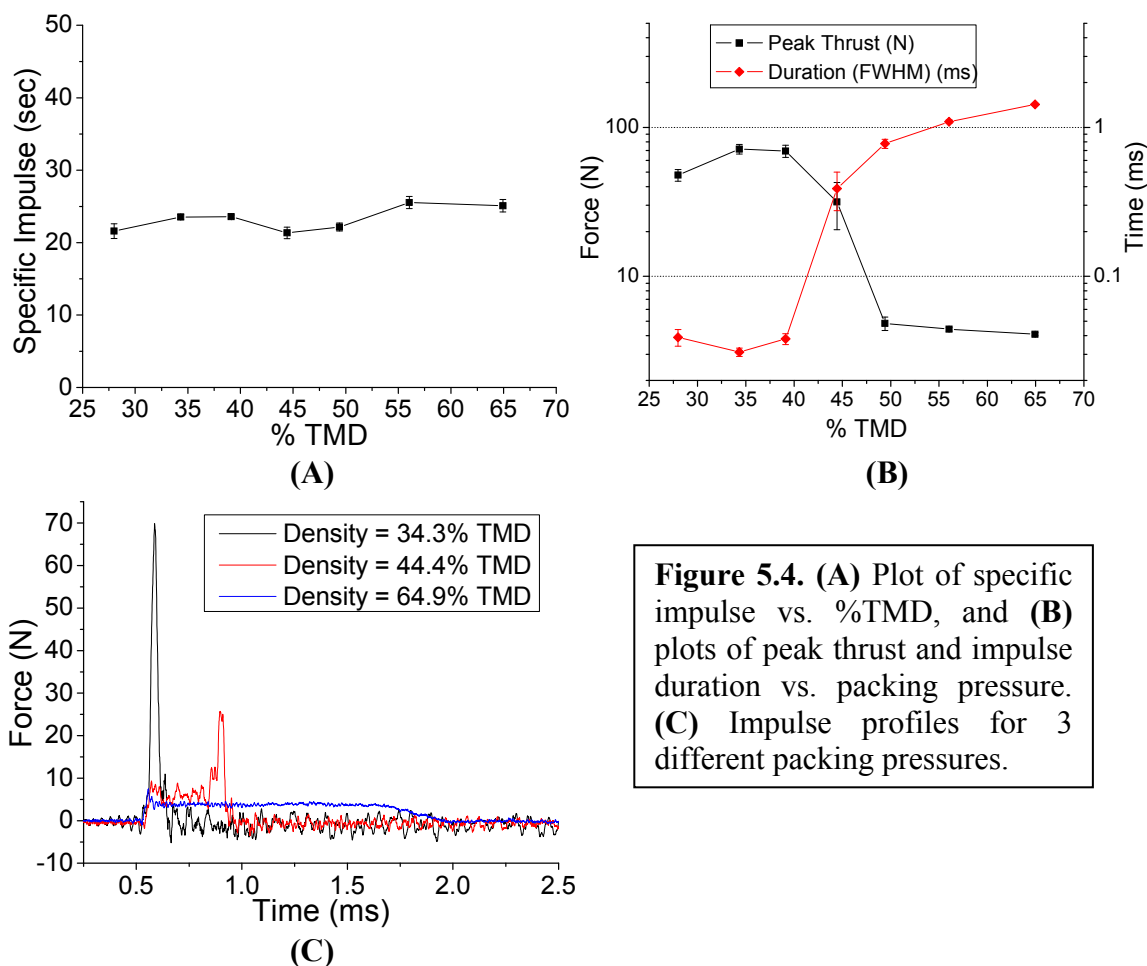 50
40
30
20
10
0
Specific Impulse (sec)
25 30 35 40 45 50 55 60 65 70
% TMD
(A)
Peak Thrust (N)
Duration (FWHM) (ms)
100
10
Force (N)
1
0.1
Time (ms)
25 30 35 40 45 50 55 60 65 70
% TMD
(B)
Density = 34.3% TMD
Density = 44.4% TMD
Density = 64.9% TMD
70
60
50
40
30
20
10
0
-10
Force (N)
0.5 1.0 1.5 2.0 2.5
Time (ms)
(C)
Figure 5.4. (A) Plot of specific
impulse vs. %TMD, and (B)
plots of peak thrust and impulse
duration vs. packing pressure.
(C) Impulse profiles for 3
different packing pressures.